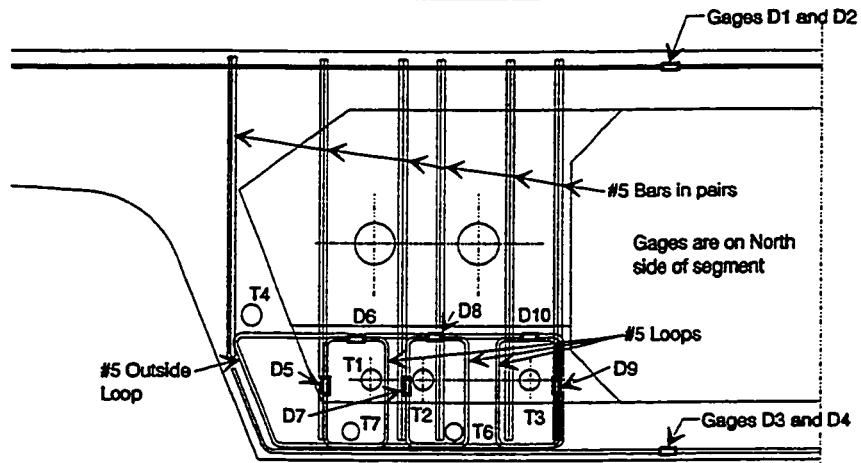 Gages D1 and D2
#5 Bars in pairs
Gages are on North
side of segment
T4
D6
D8
D10
#5 Loops
#5 Outside
Loop
D5
T1
D9
D7
T2
T3
T7
T6
Gages D3 and D4